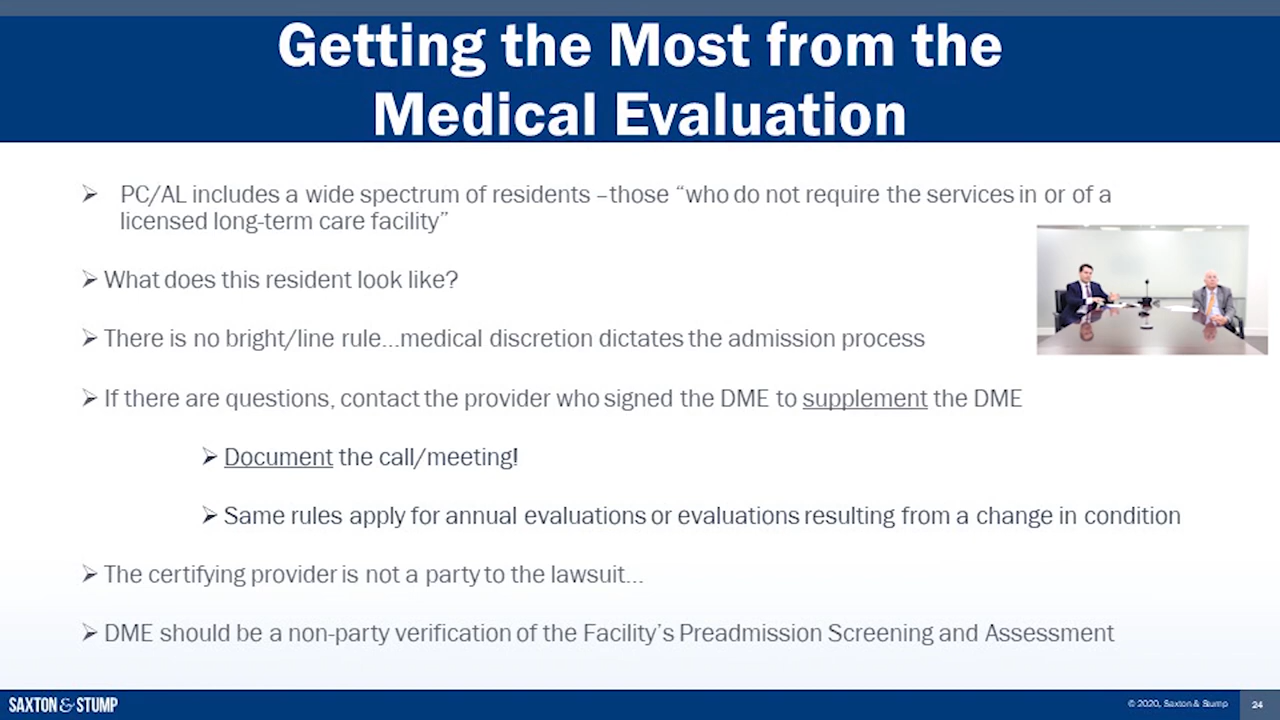 Getting the Most from the
Medical Evaluation
➢ PC/AL includes a wide spectrum of residents –those “who do not require the services in or of a
licensed long-term care facility”
➢ What does this resident look like?
➢ There is no bright/line rule...medical discretion dictates the admission process
➢ If there are questions, contact the provider who signed the DME to supplement the DME
➢ Document the call/meeting!
➢ Same rules apply for annual evaluations or evaluations resulting from a change in condition
➢ The certifying provider is not a party to the lawsuit...
➢ DME should be a non-party verification of the Facility’s Preadmission Screening and Assessment
SAXTON & STUMP
© 2020, Saxton & Stump
24